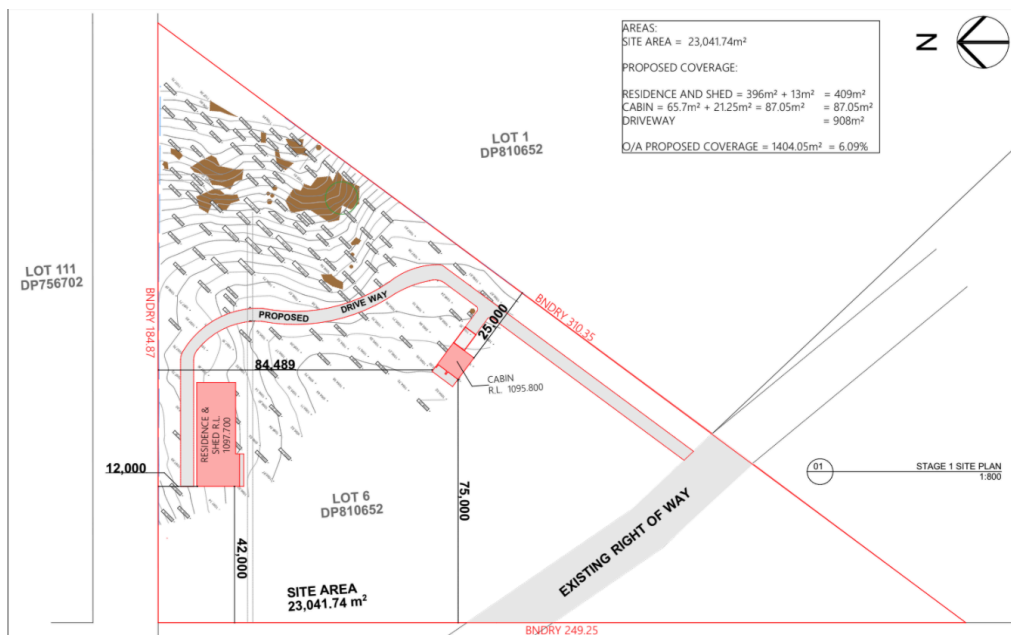 AREAS:
SITE AREA = 23,041.74m²
PROPOSED COVERAGE:
RESIDENCE AND SHED = 396m² + 13m² = 409m²
CABIN = 65.7m² + 21.25m² = 87.05m² = 87.05m²
DRIVEWAY = 908m²
O/A PROPOSED COVERAGE = 1404.05m² = 6.09%
N
LOT 1
DP810652
LOT 111
DP756702
BNDRY 184.87
BNDRY 310.35
PROPOSED
DRIVE WAY
25,000
84,489
CABIN
R.L. 1095.800
RESIDENCE &
SHED R.L.
1097.700
12,000
LOT 6
DP810652
75,000
42,000
EXISTING RIGHT OF WAY
01
STAGE 1 SITE PLAN
1:800
SITE AREA
23,041.74 m²
BNDRY 249.25